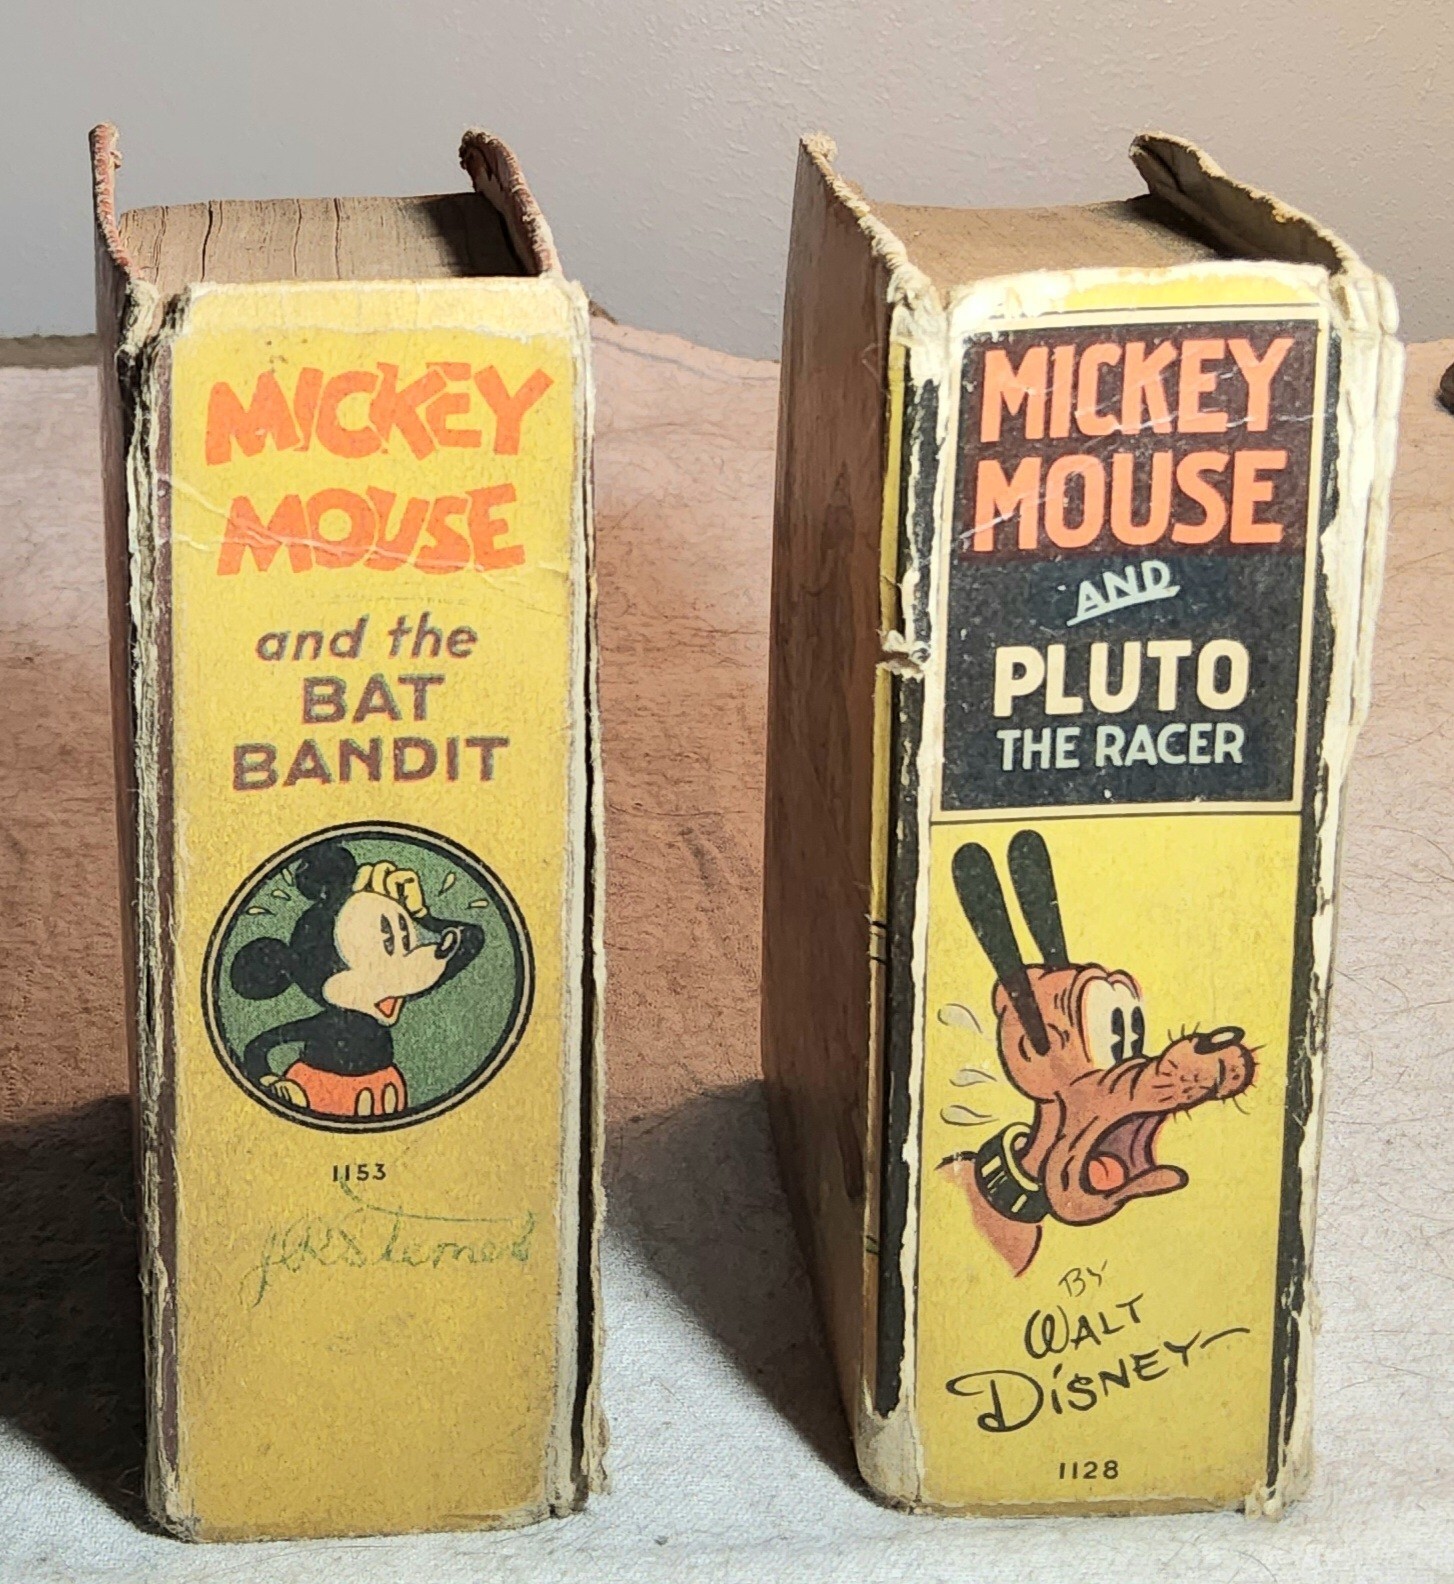 MICKEY
MOUSE
and the
BAT
BANDIT
1153
MICKEY
MOUSE
AND
PLUTO
THE RACER
BY
WALT
DISNEY
1128